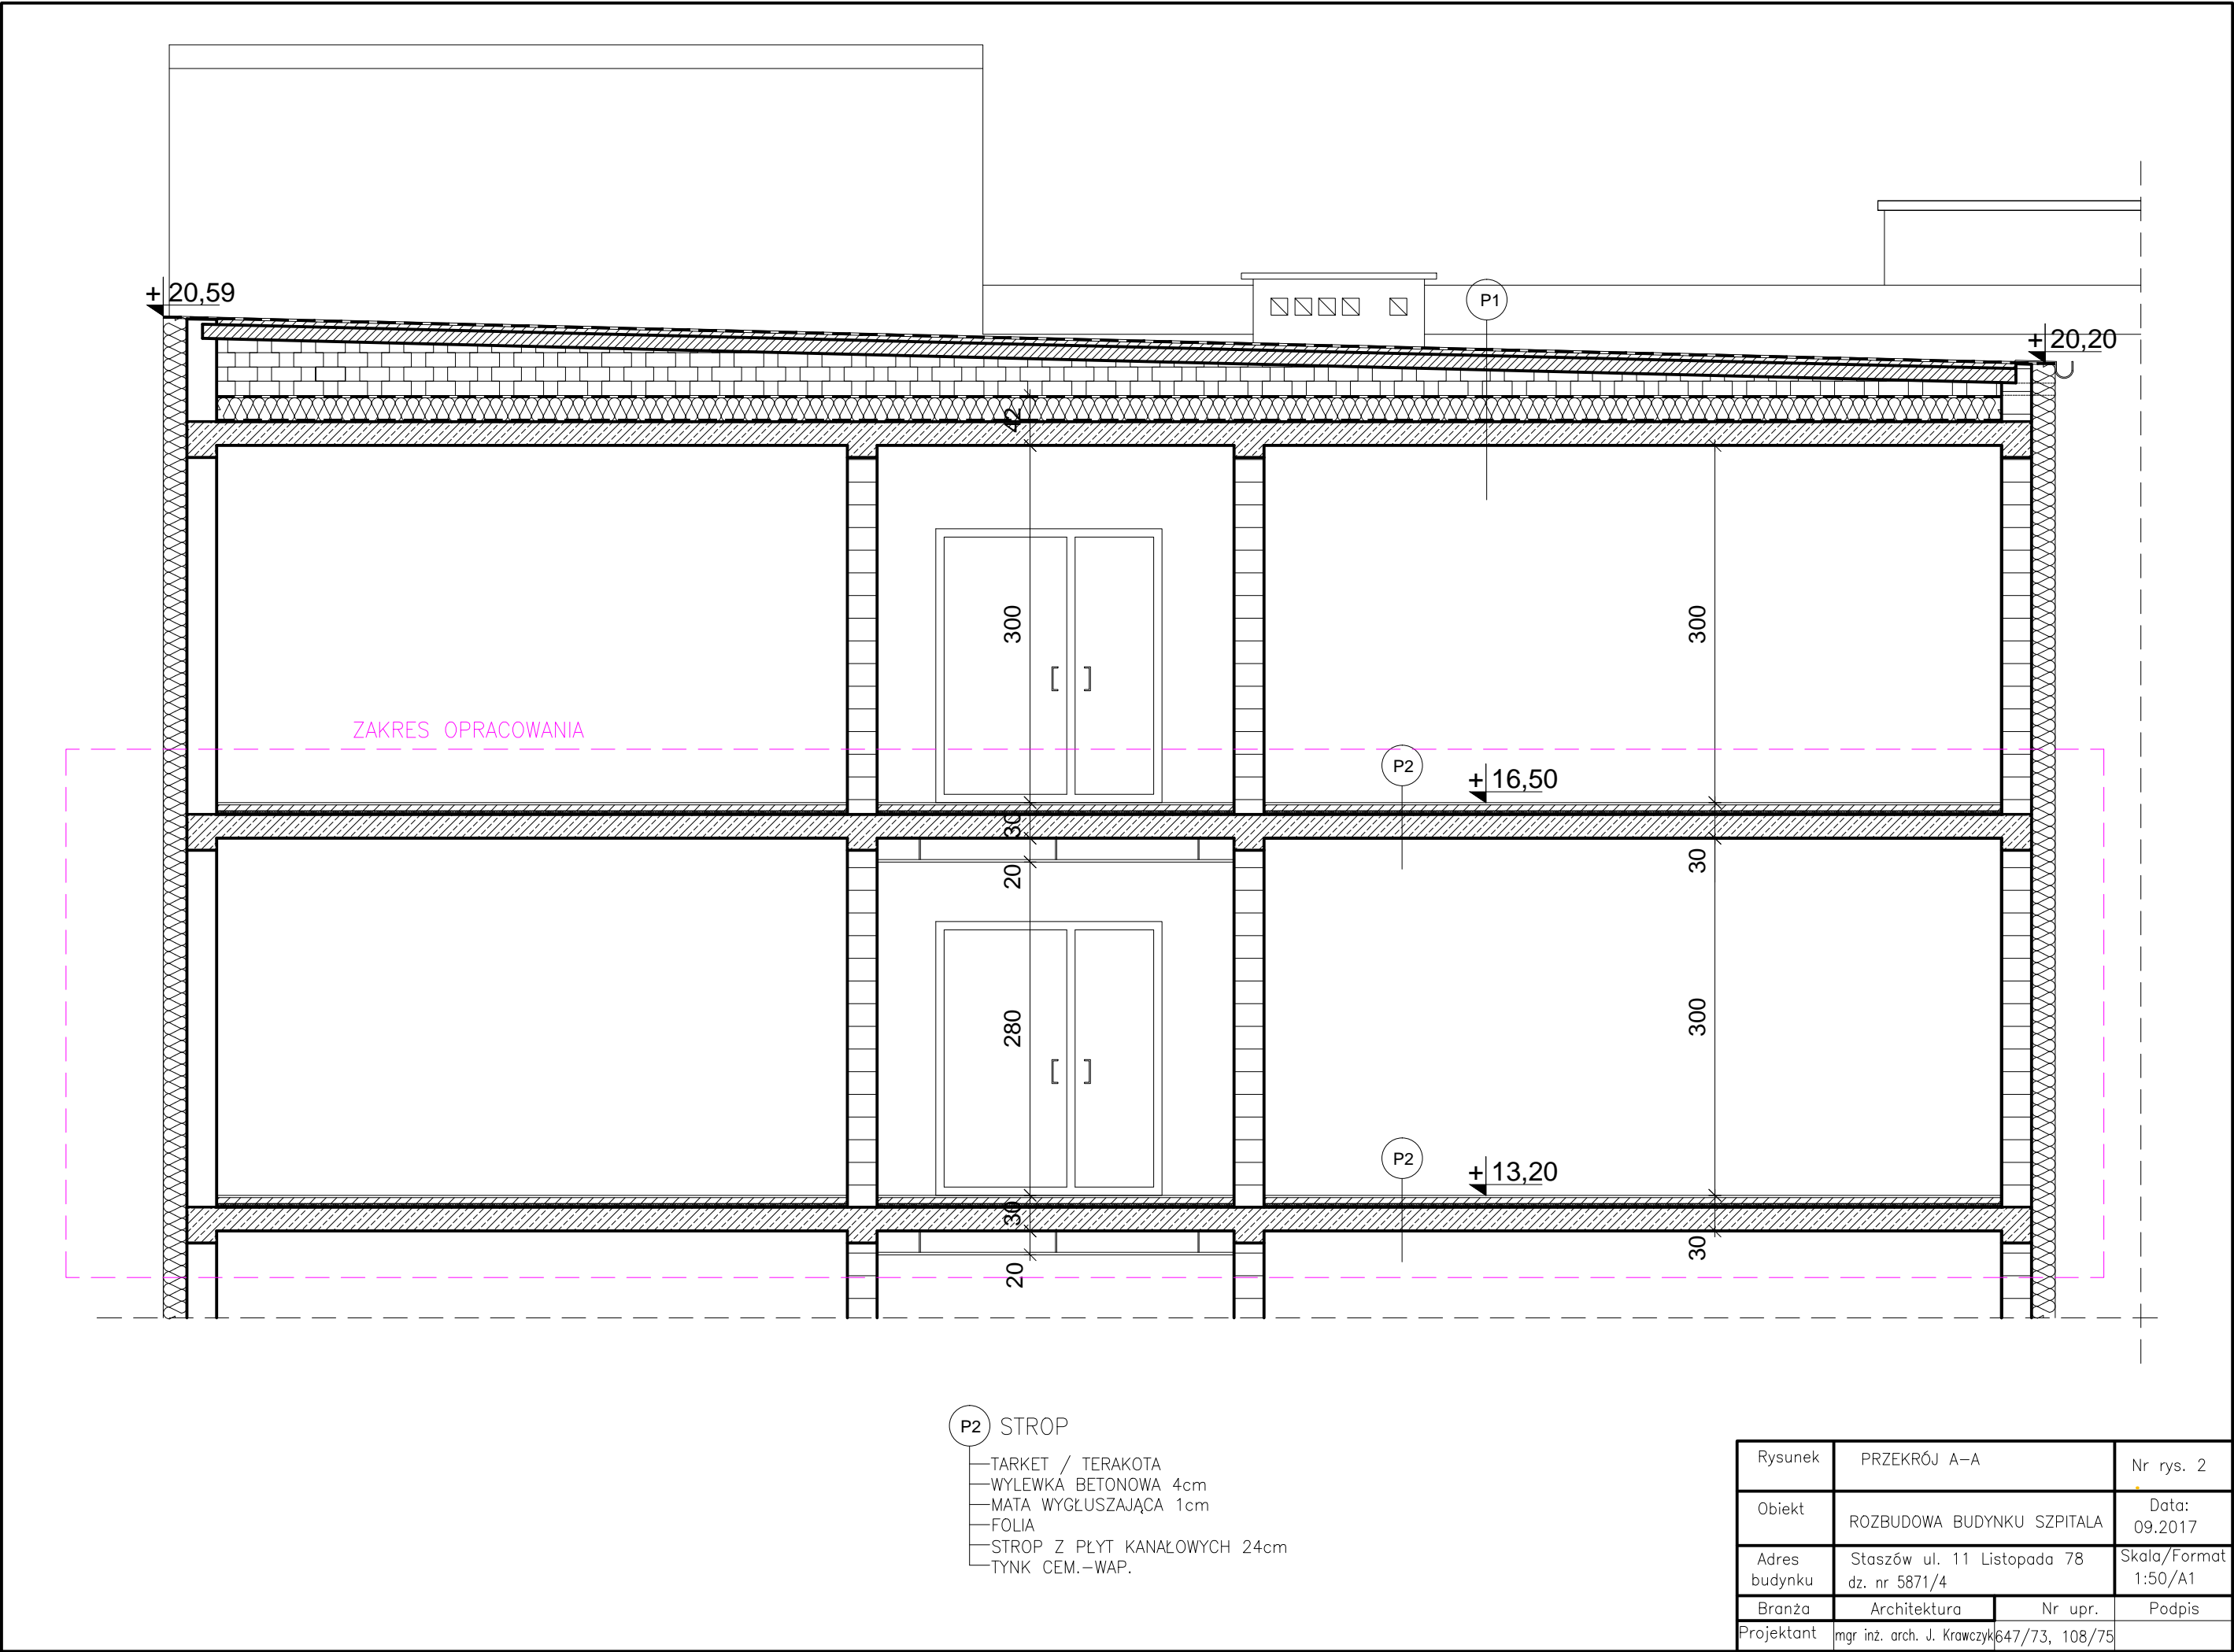 +20,59
P1
+20,20
42
300
300
ZAKRES OPRACOWANIA
P2
+16,50
30
20
30
280
300
P2
+13,20
30
20
30
P2 STROP
TARKET / TERAKOTA
WYLEWKA BETONOWA 4cm
MATA WYGŁUSZAJĄCA 1cm
FOLIA
STROP Z PŁYT KANAŁOWYCH 24cm
TYNK CEM.-WAP.
Rysunek PRZEKRÓJ A-A Nr rys. 2
Obiekt ROZBUDOWA BUDYNKU SZPITALA Data:
09.2017
Adres Staszów ul. 11 Listopada 78 Skala/Format
budynku dz. nr 5871/4 1:50/A1
Branża Architektura Nr upr. Podpis
Projektant mgr inż. arch. J. Krawczyk 647/73, 108/75